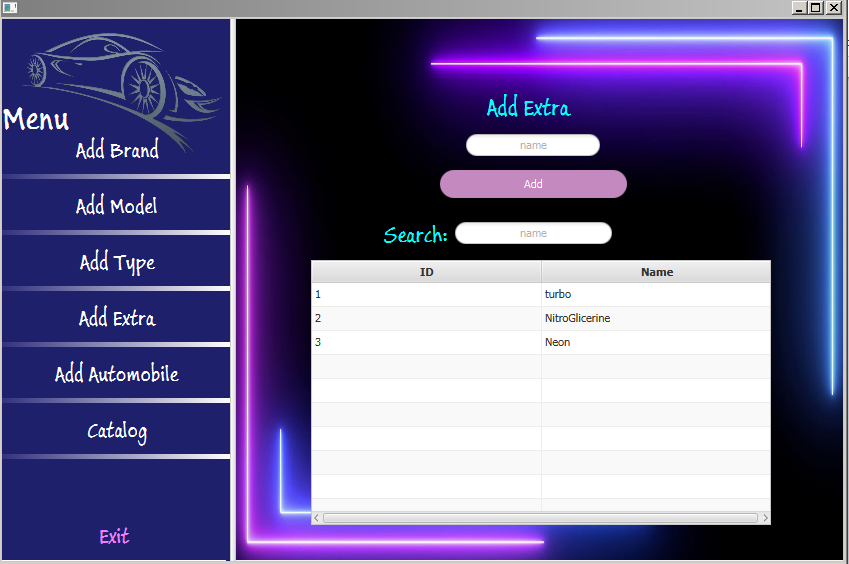 Menu
Add Brand
Add Model
Add Type
Add Extra
Add Automobile
Catalog
Exit
Add Extra
name
Add
Search: name
ID Name
1 turbo
2 NitroGlicerine
3 Neon